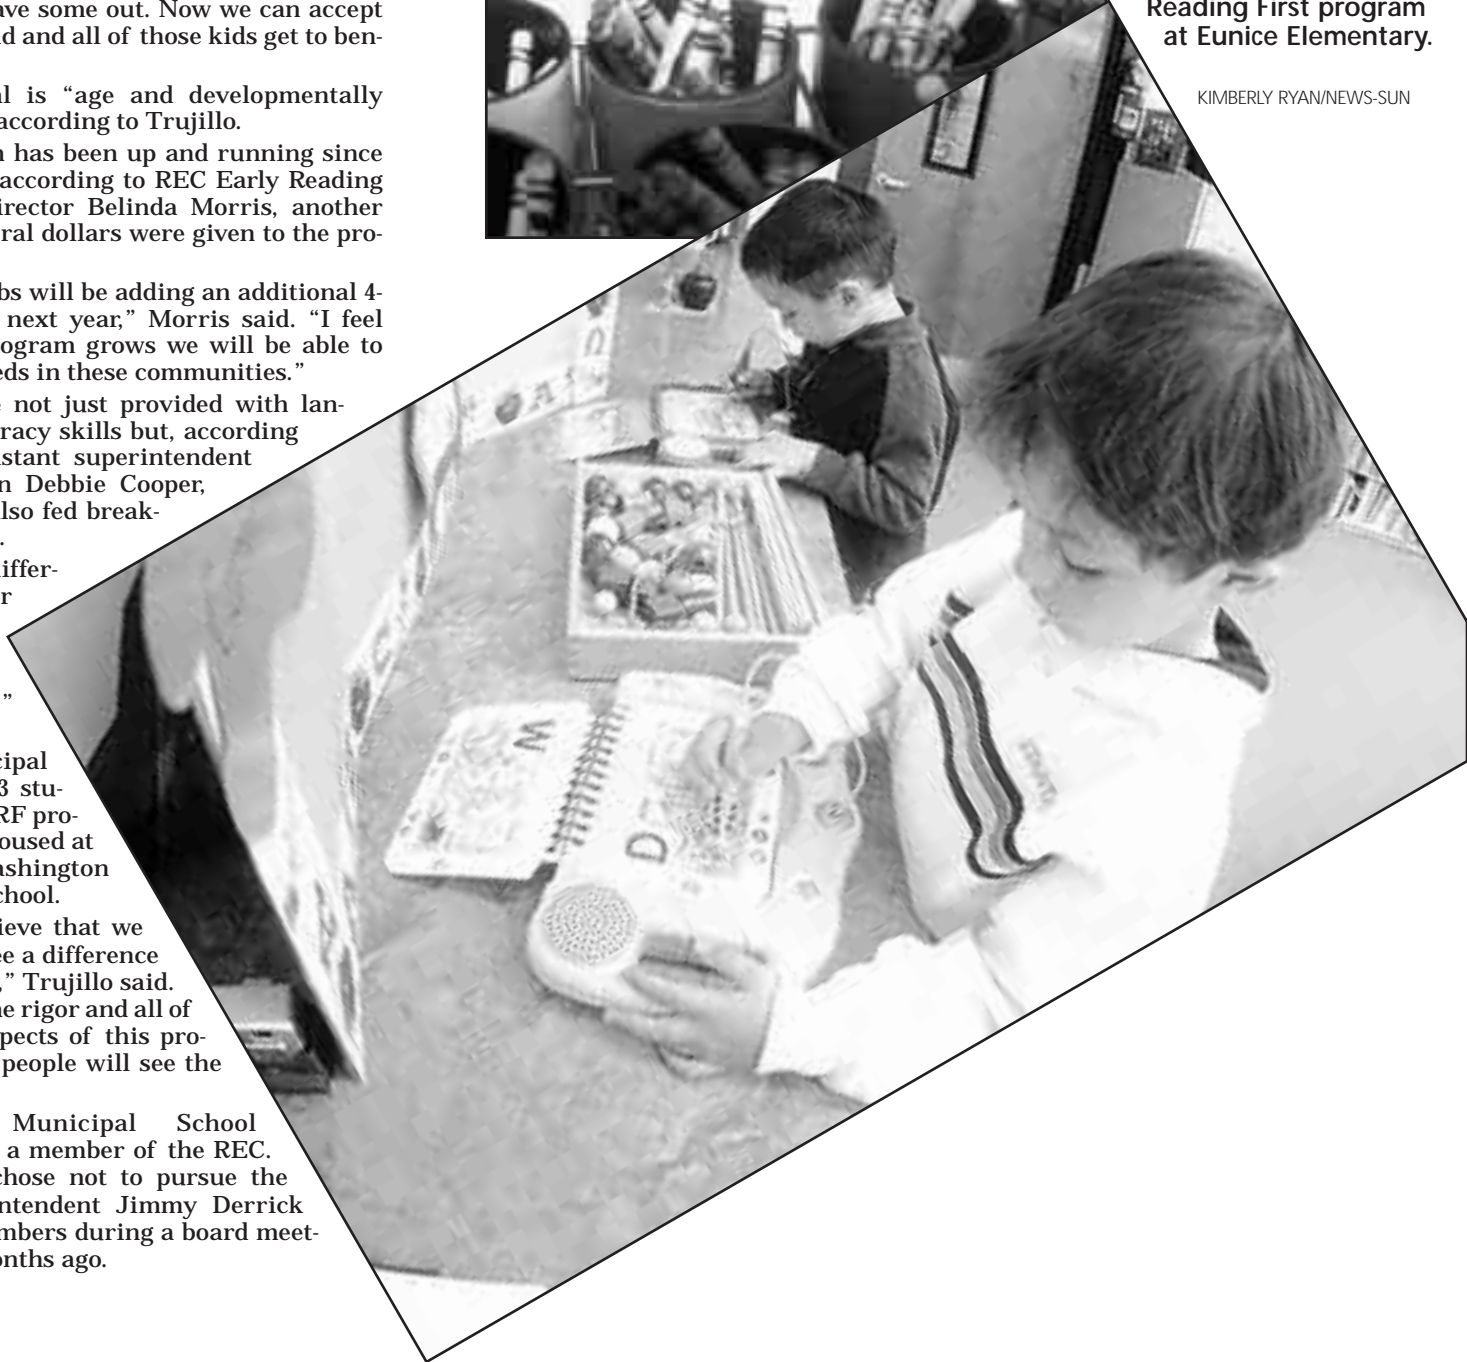 ave some out. Now we can accept
d and all of those kids get to ben-
al is “age and developmentally
according to Trujillo.
n has been up and running since
according to REC Early Reading
irector Belinda Morris, another
ral dollars were given to the pro-
bs will be adding an additional 4-
next year,” Morris said. “I feel
ogram grows we will be able to
eds in these communities.”
e not just provided with lan-
racy skills but, according
istant superintendent
n Debbie Cooper,
lso fed break-
.
differ-
r
”
cipal
3 stu-
RF pro-
oused at
ashington
chool.
ieve that we
ee a difference
,” Trujillo said.
he rigor and all of
pects of this pro-
people will see the
Municipal School
a member of the REC.
chose not to pursue the
ntendent Jimmy Derrick
mbers during a board meet-
onths ago.
Reading First program
at Eunice Elementary.
KIMBERLY RYAN/NEWS-SUN
M
D